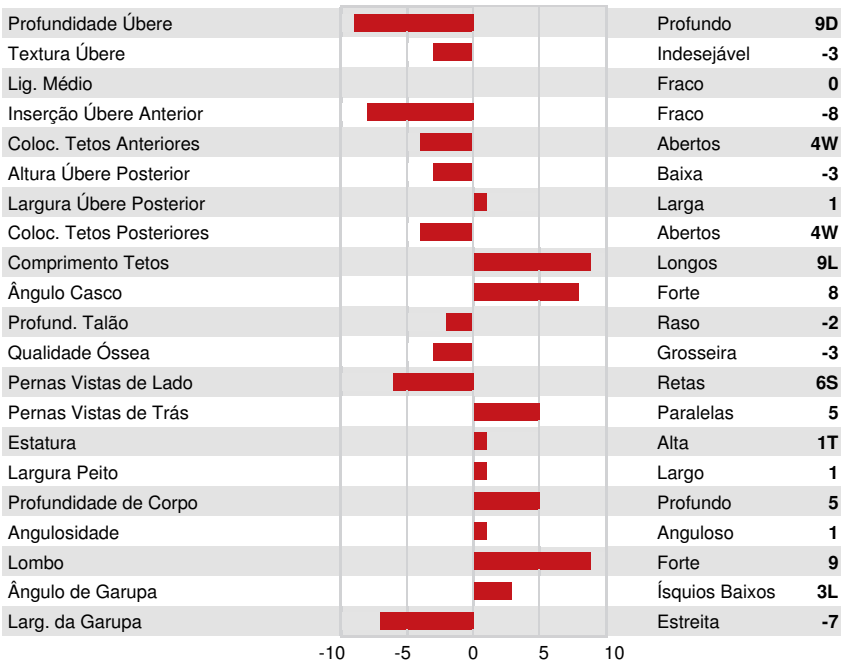 Profundidade Úbere Profundo 9D
Textura Úbere Indesejável -3
Lig. Médio Fraco 0
Inserção Úbere Anterior Fraco -8
Coloc. Tetos Anteriores Abertos 4W
Altura Úbere Posterior Baixa -3
Largura Úbere Posterior Larga 1
Coloc. Tetos Posteriores Abertos 4W
Comprimento Tetos Longos 9L
Ângulo Casco Forte 8
Profund. Talão Raso -2
Qualidade Óssea Grosseira -3
Pernas Vistas de Lado Retas 6S
Pernas Vistas de Trás Paralelas 5
Estatura Alta 1T
Largura Peito Largo 1
Profundidade de Corpo Profundo 5
Angulosidade Anguloso 1
Lombo Forte 9
Ângulo de Garupa Ísquios Baixos 3L
Larg. da Garupa Estreita -7
-10 -5 0 5 10